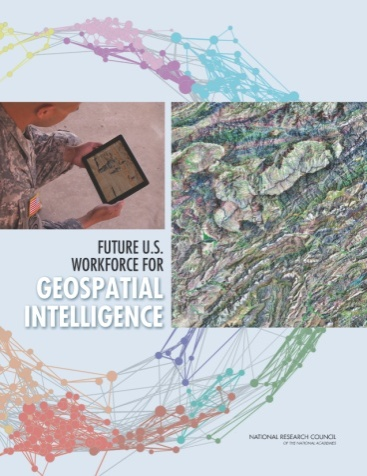 FUTURE U.S.
WORKFORCE FOR
GEOSPATIAL
INTELLIGENCE
NATIONAL RESEARCH COUNCIL
OF THE NATIONAL ACADEMIES